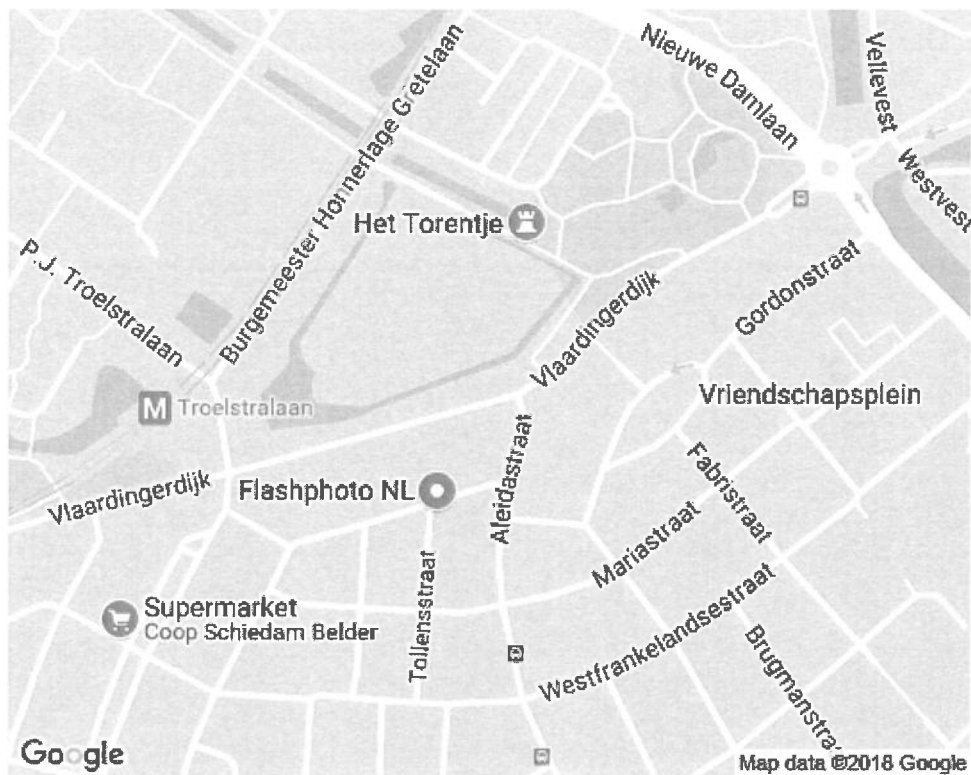 Nieuwe Damlaan
Vellevest
Westvest
Burgemeester Honnerlage Gretelaan
Het Torentje
P.J. Troelstralaan
Vlaardingerdijk
Gordonstraat
M Troelstralaan
Vriendschapsplein
Vlaardingerdijk
Flashphoto NL
Aleidastraat
Fabristraat
Mariastraat
Tollensstraat
Supermarket
Coop Schiedam Belder
Westfrankelandsestraat
Brugmanstra
Google
Map data ©2018 Google